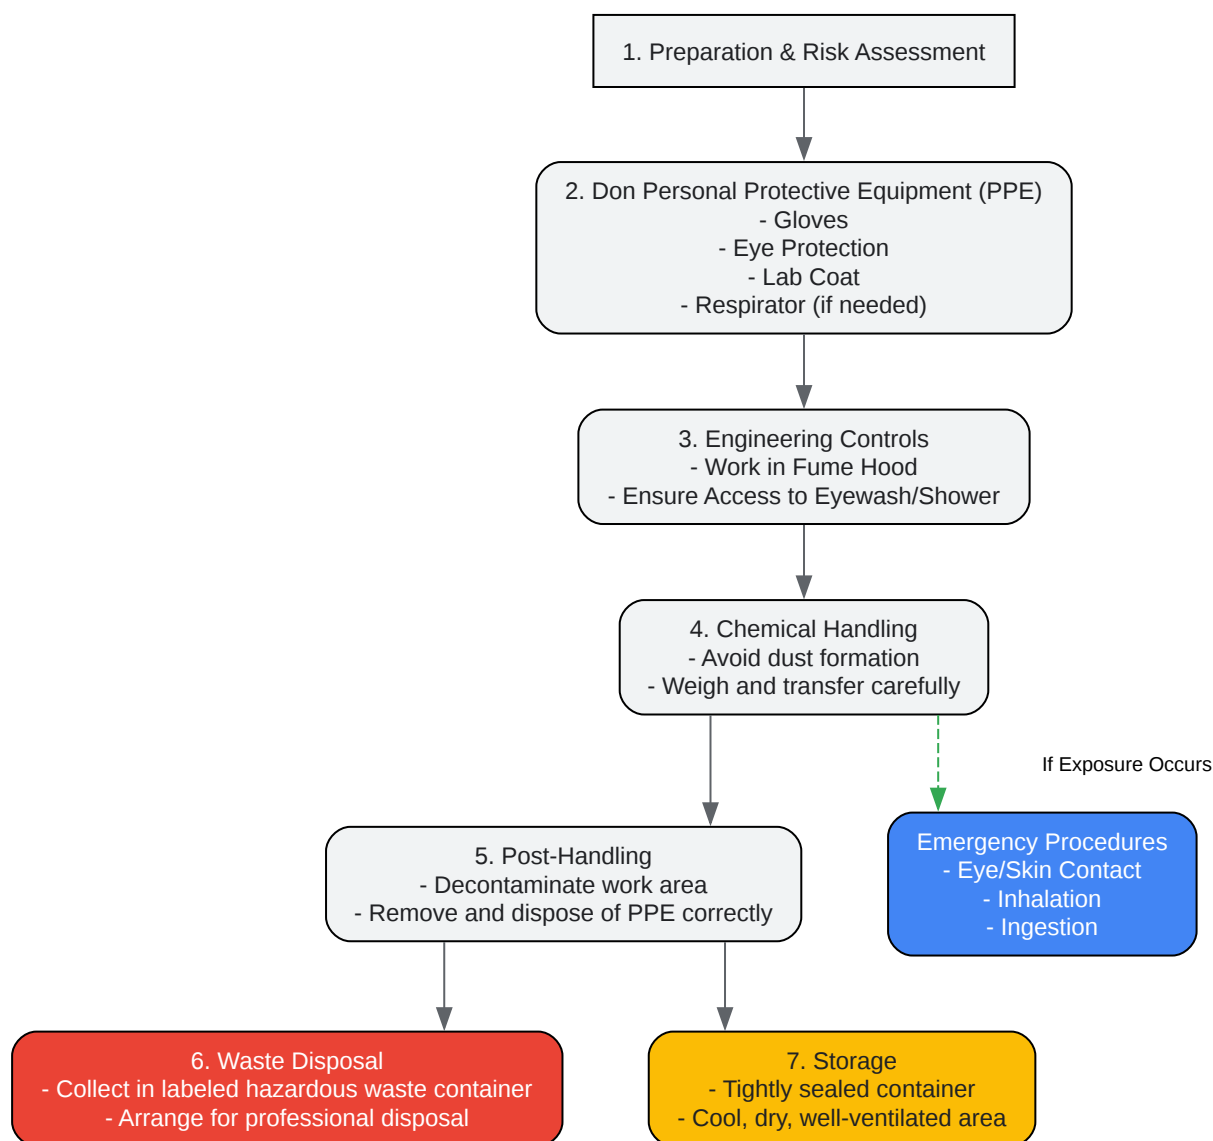 1. Preparation & Risk Assessment
2. Don Personal Protective Equipment (PPE)
- Gloves
- Eye Protection
- Lab Coat
- Respirator (if needed)
3. Engineering Controls
- Work in Fume Hood
- Ensure Access to Eyewash/Shower
4. Chemical Handling
- Avoid dust formation
- Weigh and transfer carefully
If Exposure Occurs
5. Post-Handling
- Decontaminate work area
- Remove and dispose of PPE correctly
Emergency Procedures
- Eye/Skin Contact
- Inhalation
- Ingestion
6. Waste Disposal
- Collect in labeled hazardous waste container
- Arrange for professional disposal
7. Storage
- Tightly sealed container
- Cool, dry, well-ventilated area